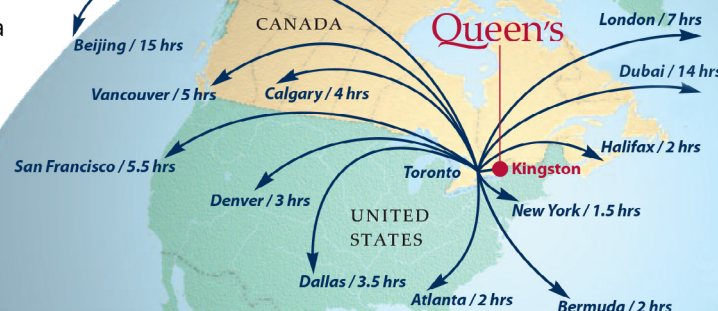 London / 7 hrs
CANADA
Queen's
Beijing / 15 hrs
Dubai / 14 hrs
Vancouver / 5 hrs
Calgary / 4 hrs
Halifax / 2 hrs
San Francisco / 5.5 hrs
Toronto
Kingston
Denver / 3 hrs
New York / 1.5 hrs
UNITED
STATES
Dallas / 3.5 hrs
Atlanta / 2 hrs
Bermuda / 2 hrs